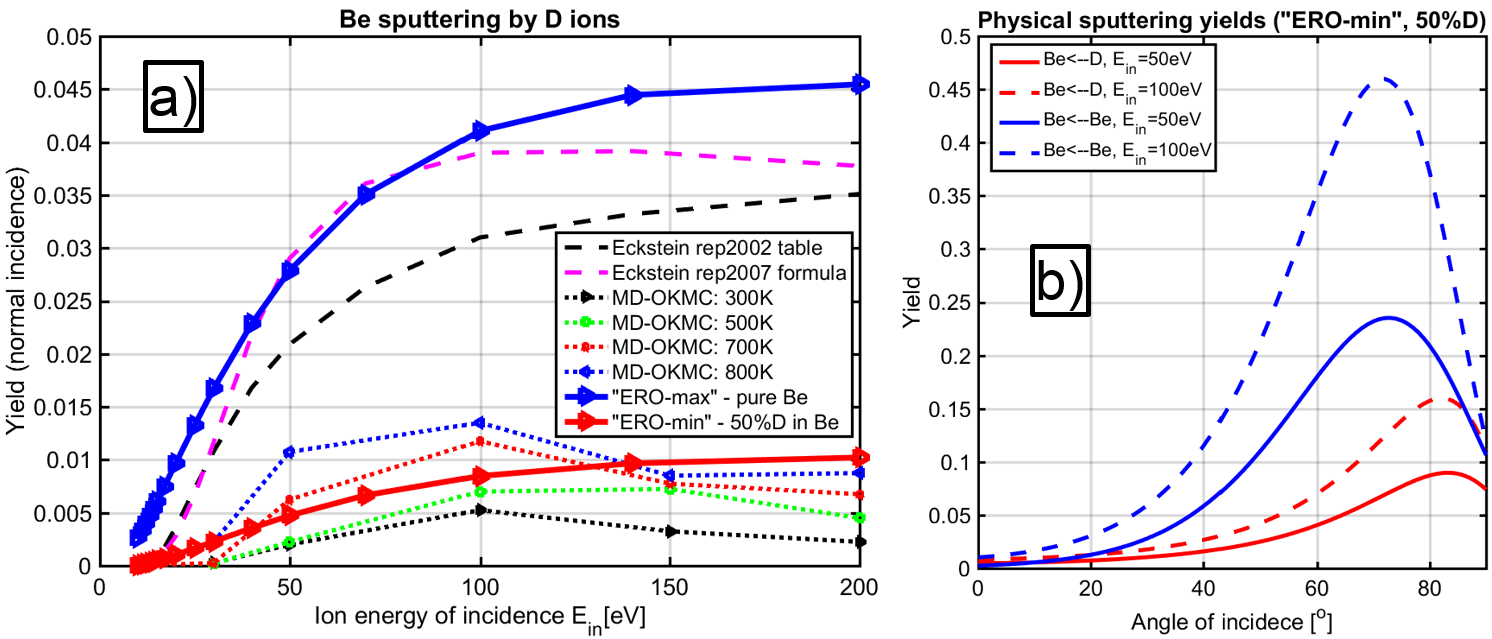 Be sputtering by D ions
a)
0.05
0.045
0.04
0.035
0.03
0.025
0.02
0.015
0.01
0.005
0
Yield (normal incidence)
Eckstein rep2002 table
Eckstein rep2007 formula
MD-OKMC: 300K
MD-OKMC: 500K
MD-OKMC: 700K
MD-OKMC: 800K
"ERO-max" - pure Be
"ERO-min" - 50%D in Be
0 50 100 150 200
Ion energy of incidence E_in[eV]
Physical sputtering yields ("ERO-min", 50%D)
b)
0.5
0.45
0.4
0.35
0.3
0.25
0.2
0.15
0.1
0.05
0
Yield
Be<--D, E_in=50eV
Be<--D, E_in=100eV
Be<--Be, E_in=50eV
Be<--Be, E_in=100eV
0 20 40 60 80
Angle of incidece [°]